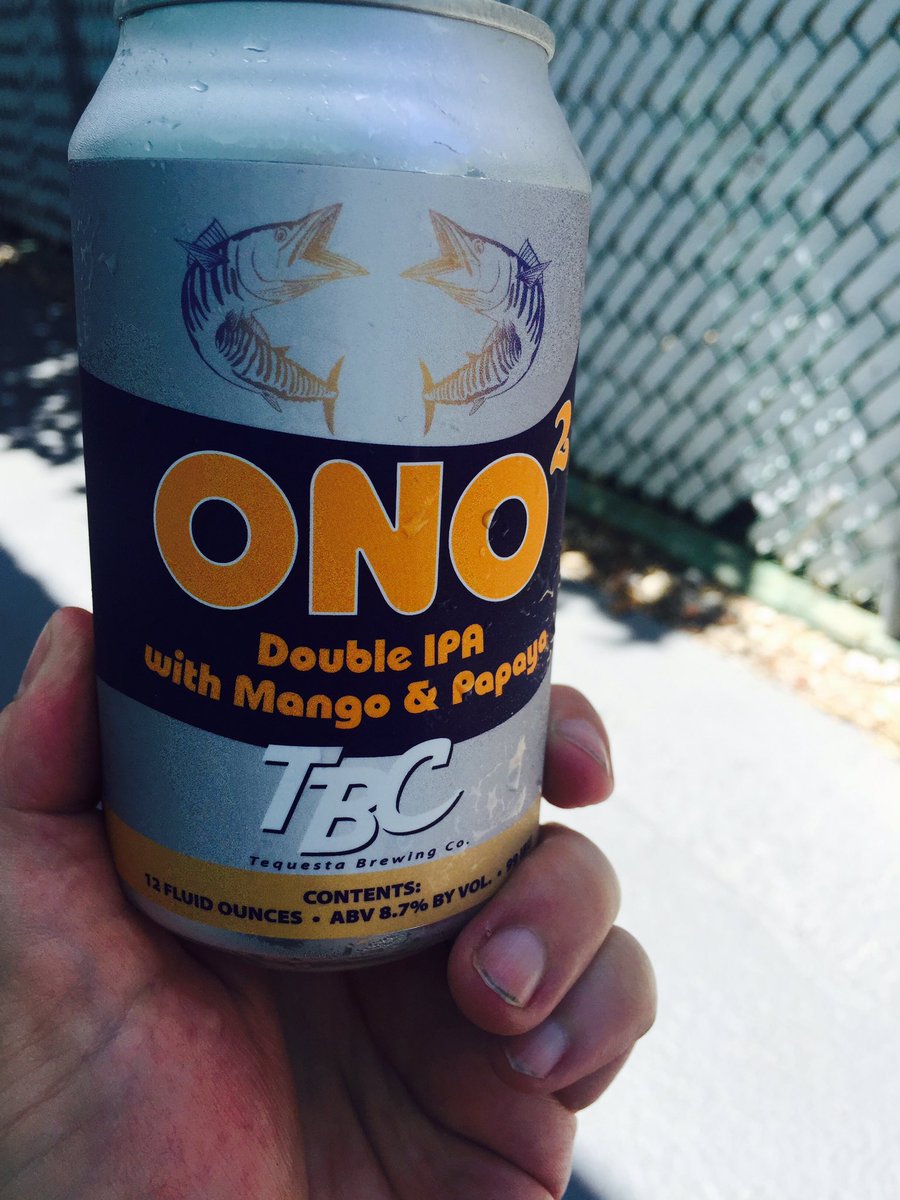 ONO²
Double IPA
with Mango & Papaya
TBC
Tequesta Brewing Co.
CONTENTS:
12 FLUID OUNCES • ABV 8.7% BY VOL. •